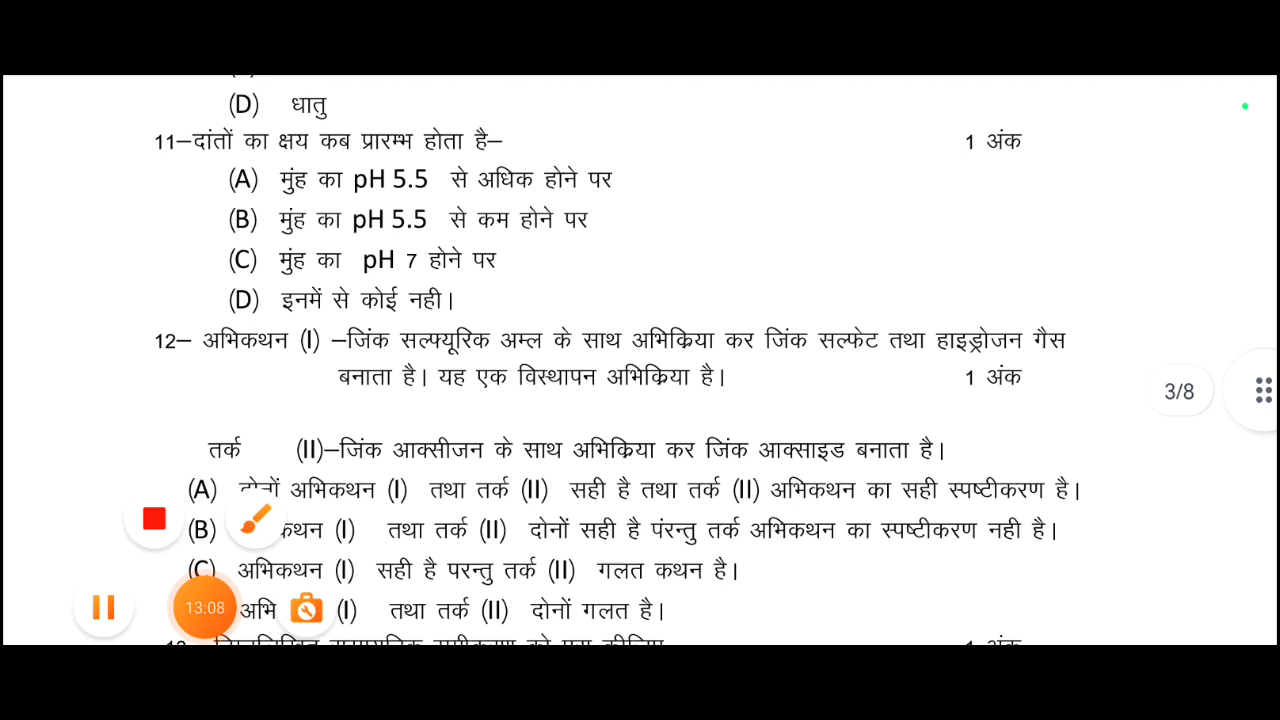 (D) धातु
11–दांतों का क्षय कब प्रारम्भ होता है– 1 अंक
(A) मुंह का pH 5.5 से अधिक होने पर
(B) मुंह का pH 5.5 से कम होने पर
(C) मुंह का pH 7 होने पर
(D) इनमें से कोई नही।
12– अभिकथन (I) –जिंक सल्फ्यूरिक अम्ल के साथ अभिक्रिया कर जिंक सल्फेट तथा हाइड्रोजन गैस
बनाता है। यह एक विस्थापन अभिक्रिया है। 1 अंक
3/8
तर्क (II)–जिंक आक्सीजन के साथ अभिक्रिया कर जिंक आक्साइड बनाता है।
(A) अभिकथन (I) तथा तर्क (II) सही है तथा तर्क (II) अभिकथन का सही स्पष्टीकरण है।
(B) (I) तथा तर्क (II) दोनों सही है पंरन्तु तर्क अभिकथन का स्पष्टीकरण नही है।
(C) अभिकथन (I) सही है परन्तु तर्क (II) गलत कथन है।
13:08
(I) तथा तर्क (II) दोनों गलत है।